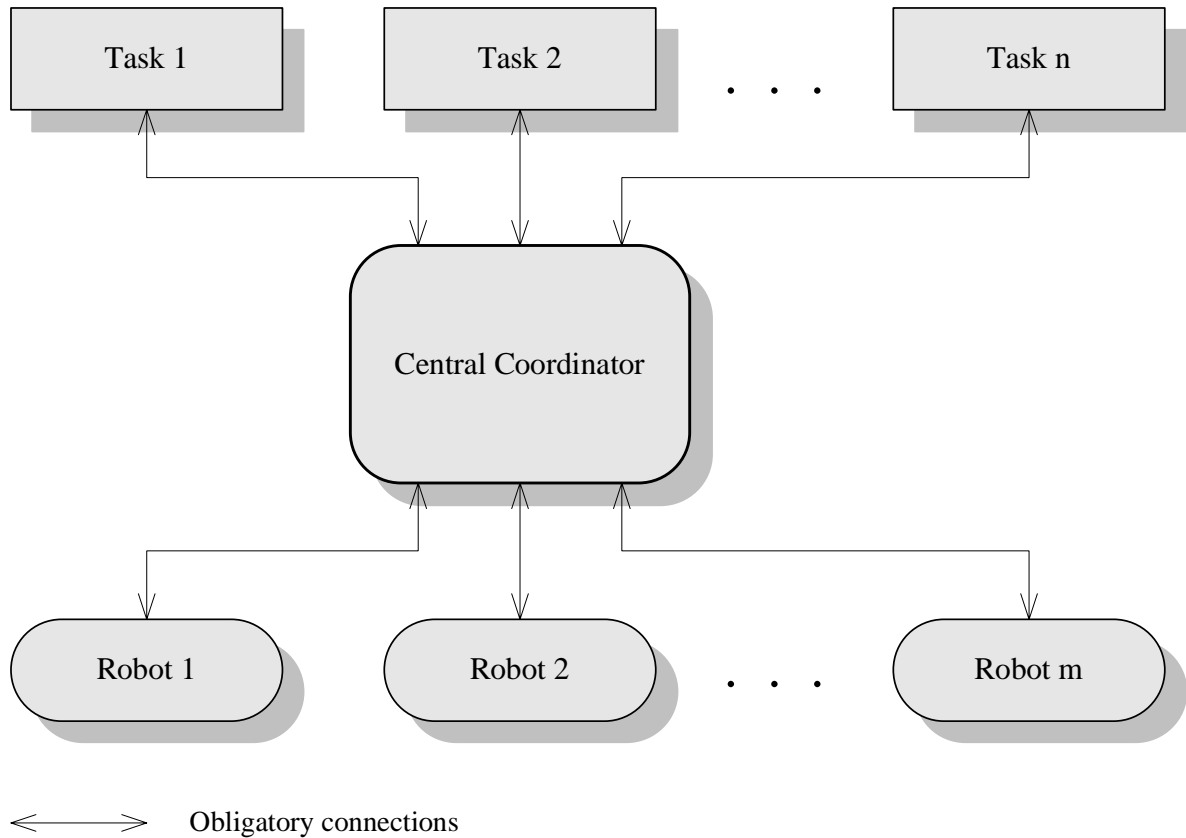 Task 1
Task 2
. . .
Task n
Central Coordinator
Robot 1
Robot 2
. . .
Robot m
Obligatory connections